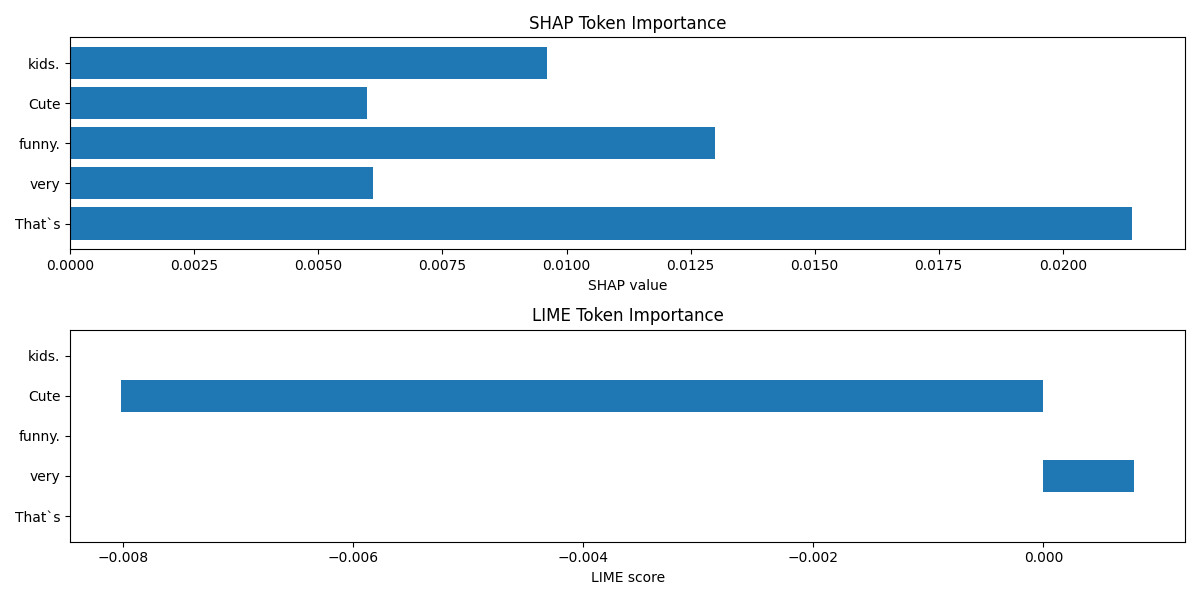 SHAP Token Importance
kids.
Cute
funny.
very
That`s
0.0000 0.0025 0.0050 0.0075 0.0100 0.0125 0.0150 0.0175 0.0200
SHAP value
LIME Token Importance
kids.
Cute
funny.
very
That`s
−0.008 −0.006 −0.004 −0.002 0.000
LIME score